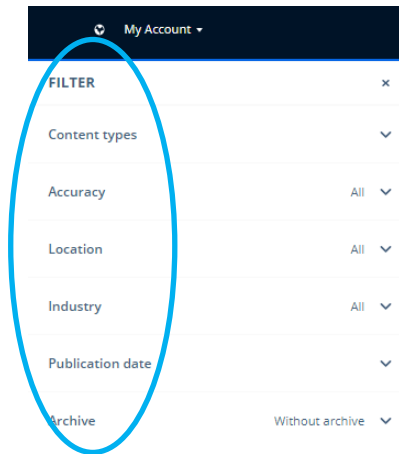 My Account
FILTER ×
Content types
Accuracy All
Location All
Industry All
Publication date
Archive Without archive